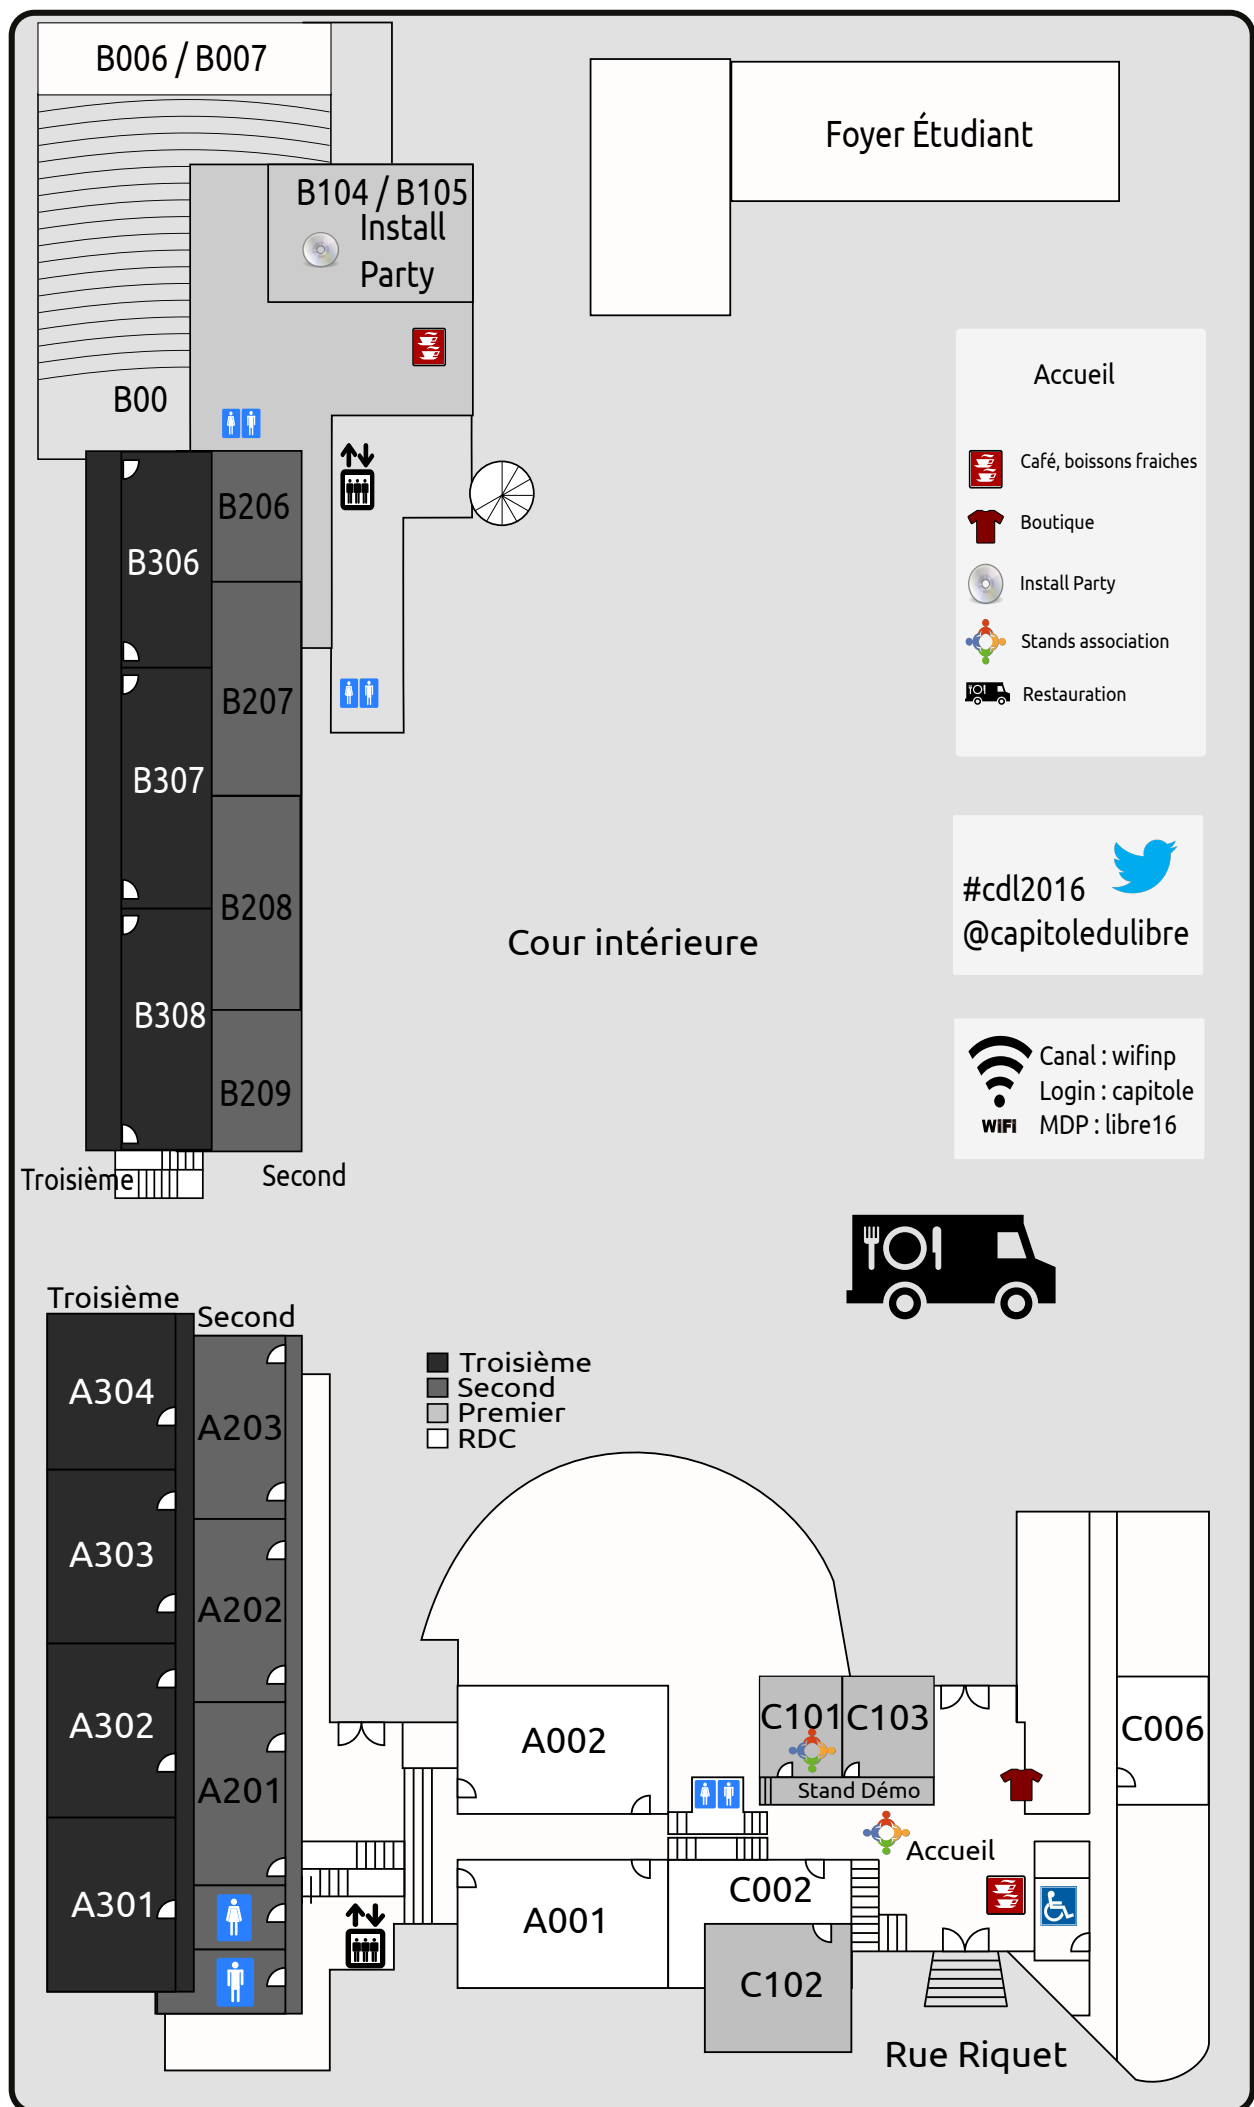 B006 / B007
Foyer Étudiant
B104 / B105
Install
Party
Accueil
B00
Café, boissons fraiches
B206
Boutique
B306
Install Party
Stands association
Restauration
B207
B307
#cdl2016
@capitoledulibre
B208
Cour intérieure
B308
Canal : wifinp
Login : capitole
WiFi
MDP : libre16
B209
Troisième
Second
Troisième
Second
Troisième
Second
Premier
RDC
A304
A203
A303
A202
A302
A201
A301
A002
C101
C103
C006
Stand Démo
Accueil
C002
A001
C102
Rue Riquet